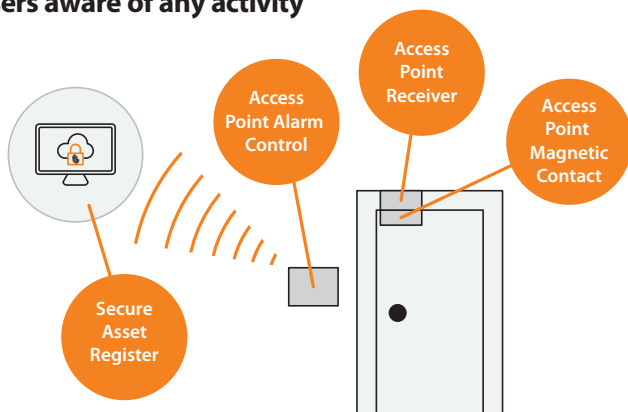 ers aware of any activity
Access
Point
Receiver
Access
Point Alarm
Control
Access
Point
Magnetic
Contact
Secure
Asset
Register